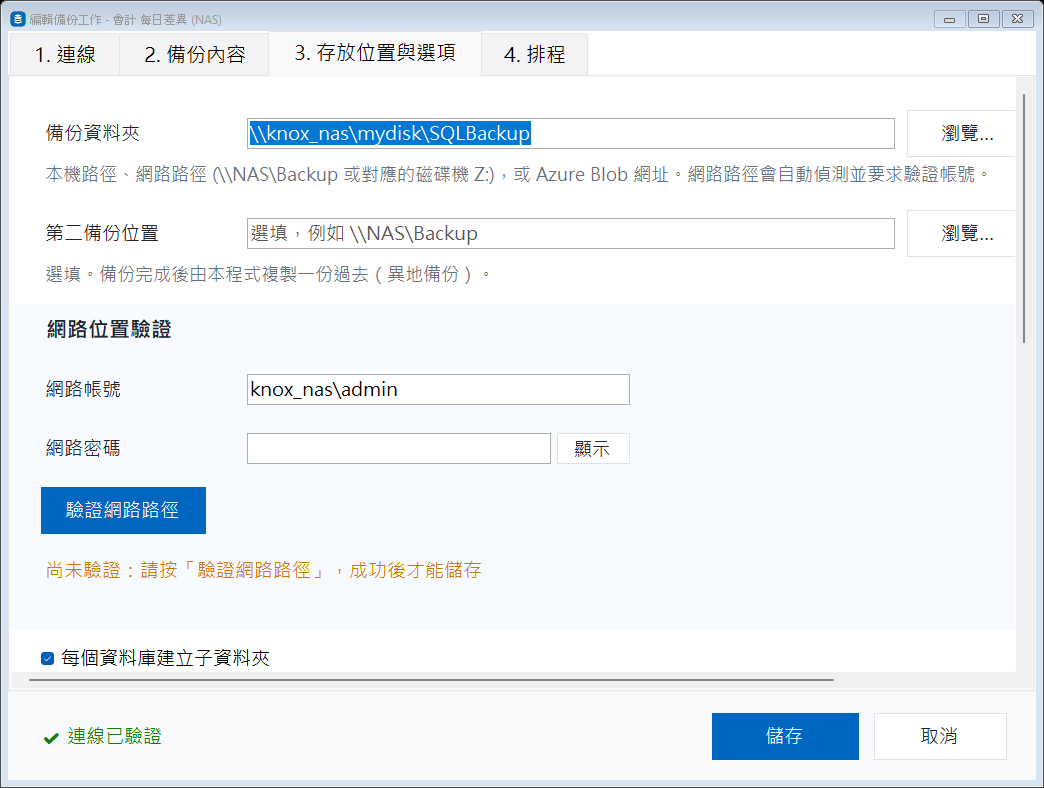 編輯備份工作 - 會計 每日差異 (NAS)
1. 連線
2. 備份內容
3. 存放位置與選項
4. 排程
備份資料夾
\\knox_nas\mydisk\SQLBackup
瀏覽...
本機路徑、網路路徑 (\\NAS\Backup 或對應的磁碟機 Z:)，或 Azure Blob 網址。網路路徑會自動偵測並要求驗證帳號。
第二備份位置
選填，例如 \\NAS\Backup
瀏覽...
選填。備份完成後由本程式複製一份過去（異地備份）。
網路位置驗證
網路帳號
knox_nas\admin
網路密碼
顯示
驗證網路路徑
尚未驗證：請按「驗證網路路徑」，成功後才能儲存
每個資料庫建立子資料夾
連線已驗證
儲存
取消